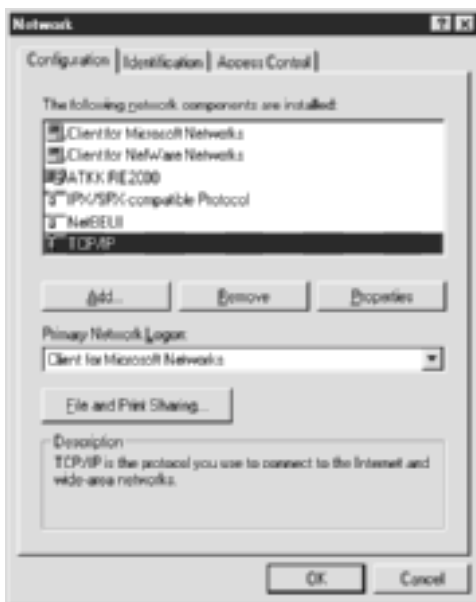 Network
Configuration Identification Access Control
The following network components are installed:
Client for Microsoft Networks
Client for NetWare Networks
ATKK RE2000
IPX/SPX-compatible Protocol
NetBEUI
TCP/IP
Add... Remove Properties
Primary Network Logon:
Client for Microsoft Networks
File and Print Sharing...
Description
TCP/IP is the protocol you use to connect to the Internet and
wide-area networks.
OK Cancel